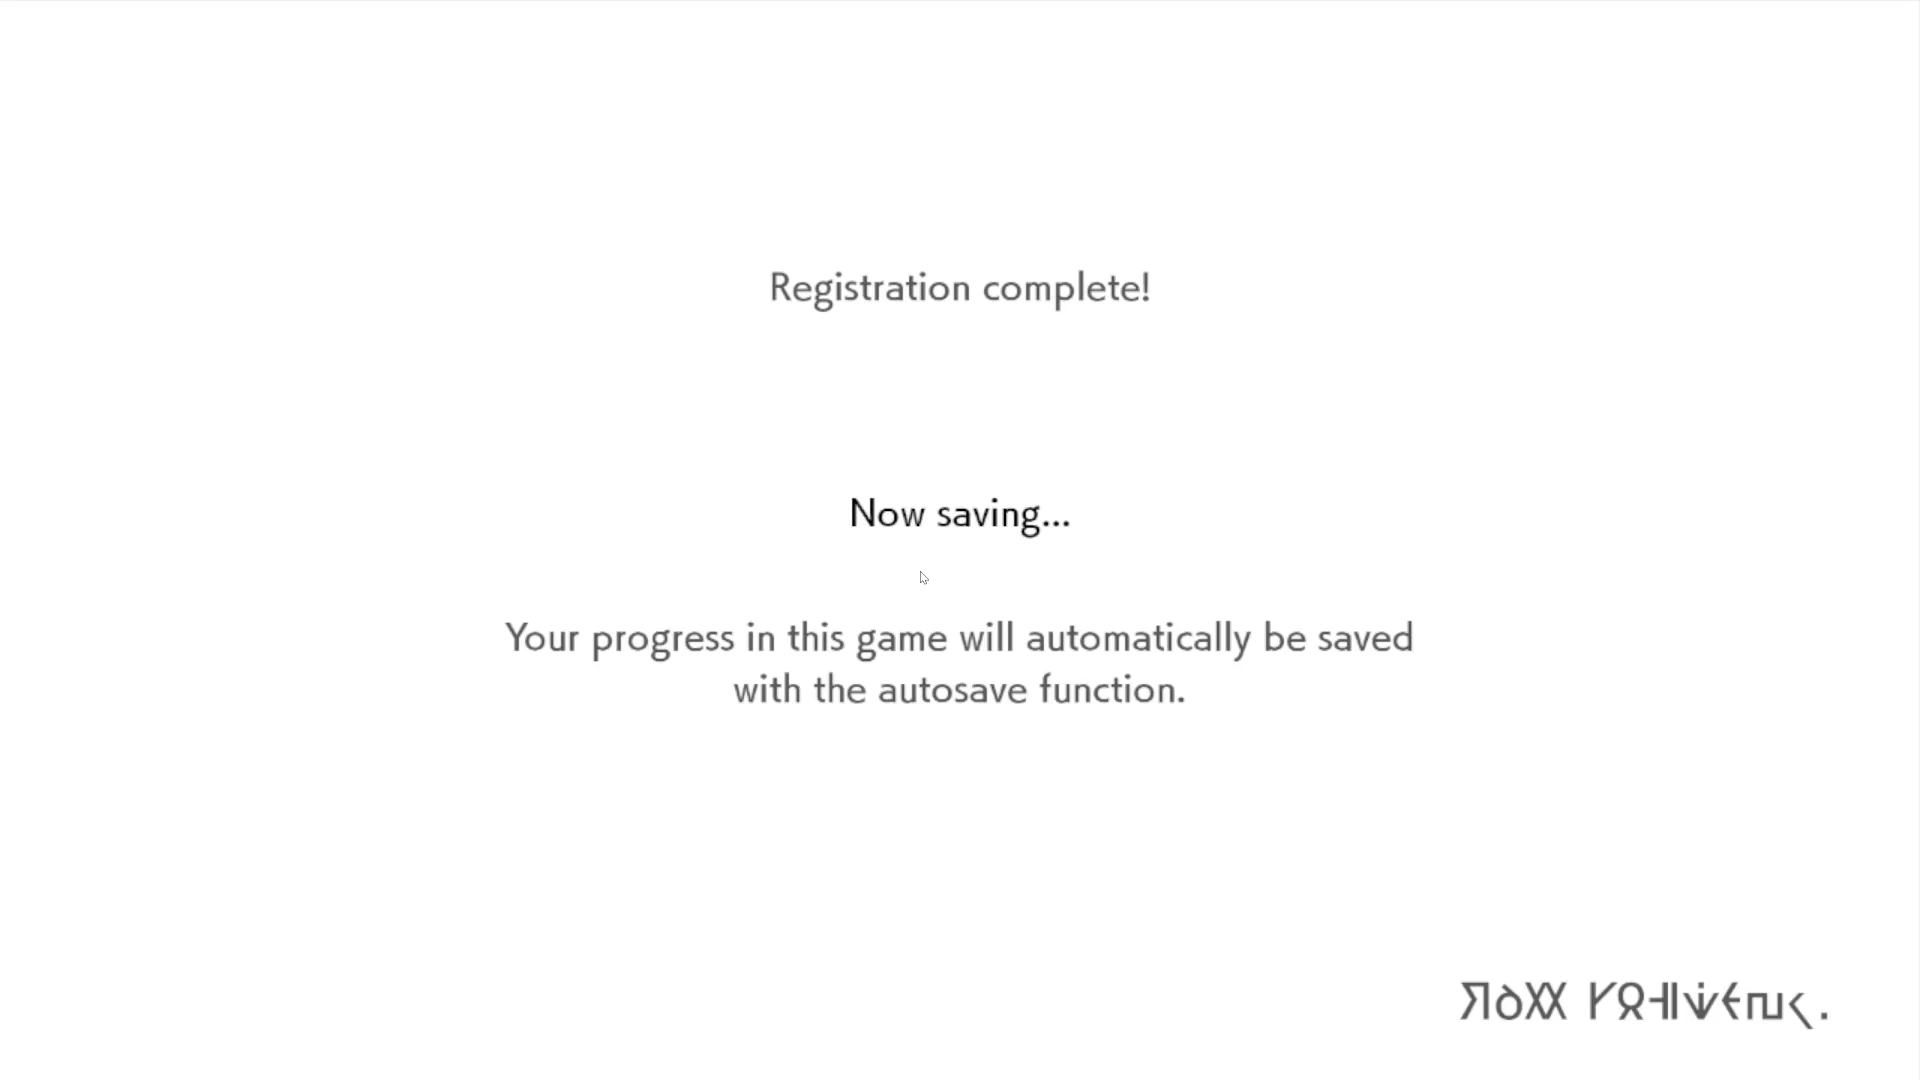 Registration complete!
Now saving...
Your progress in this game will automatically be saved
with the autosave function.